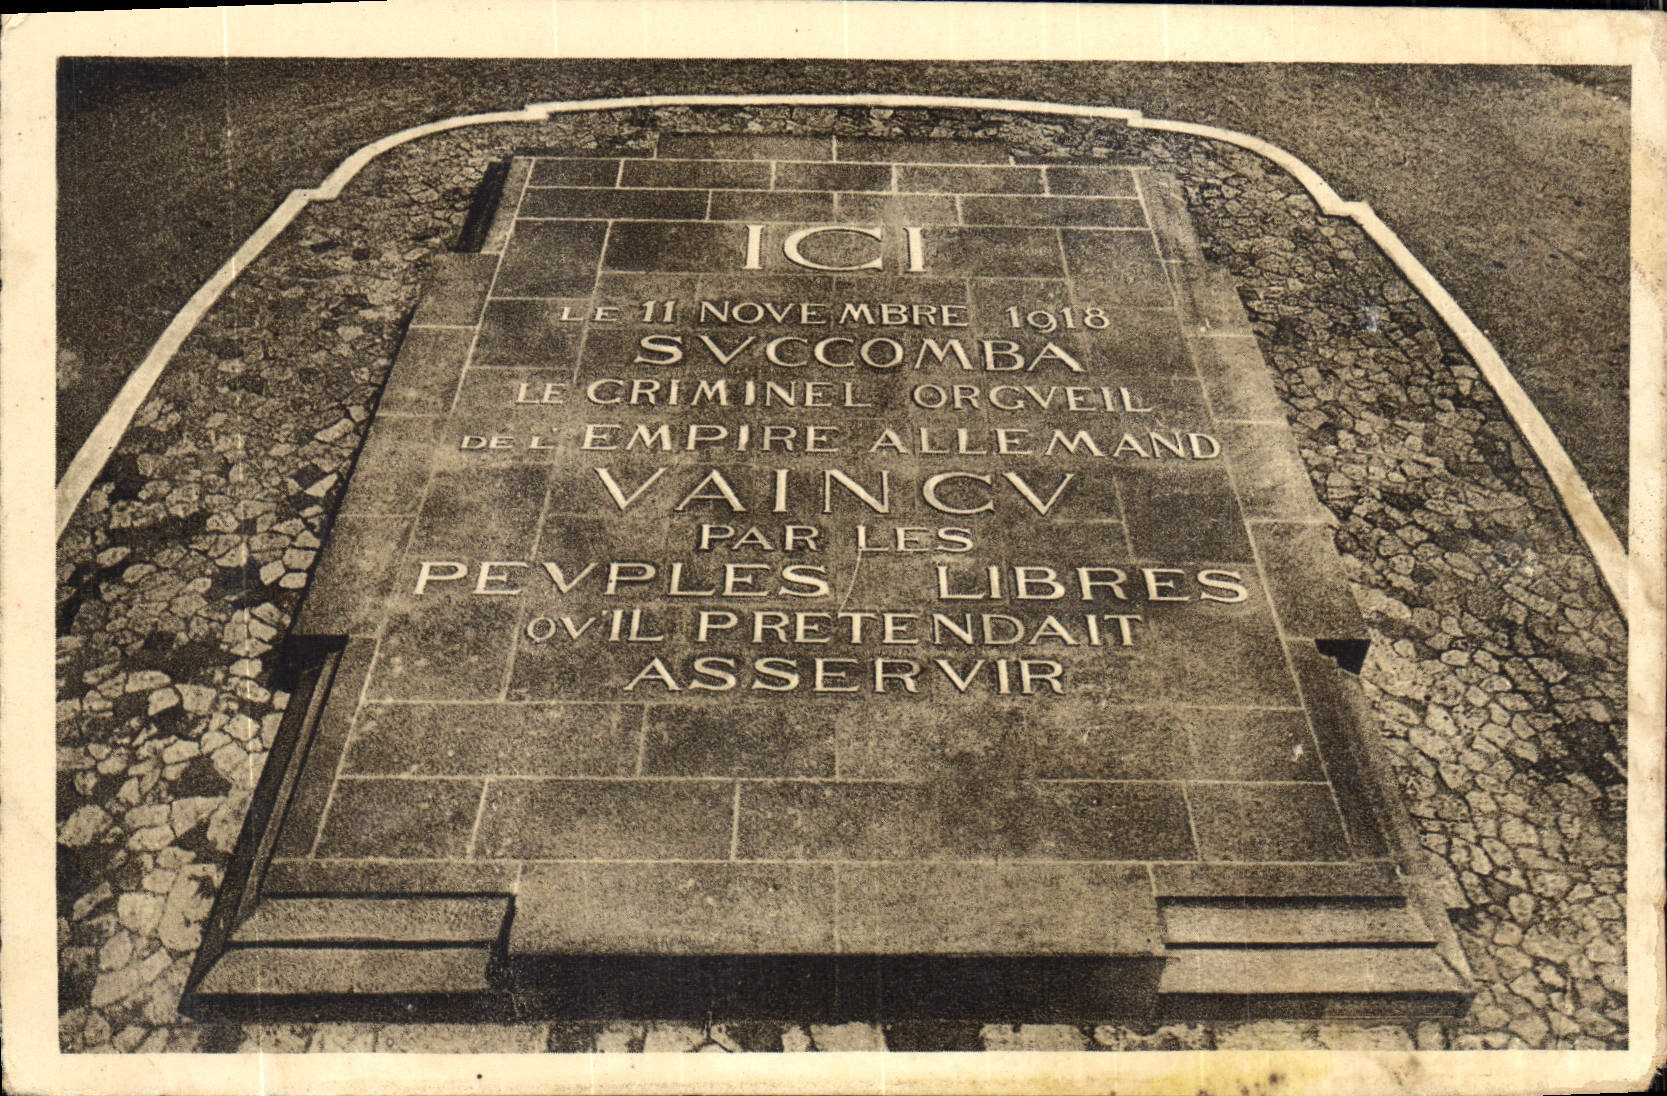 ICI
LE 11 NOVEMBRE 1918
SVCCOMBA
LE CRIMINEL ORGVEIL
DE L'EMPIRE ALLEMAND
VAINCV
PAR LES
PEVPLES LIBRES
QV'IL PRETENDAIT
ASSERVIR